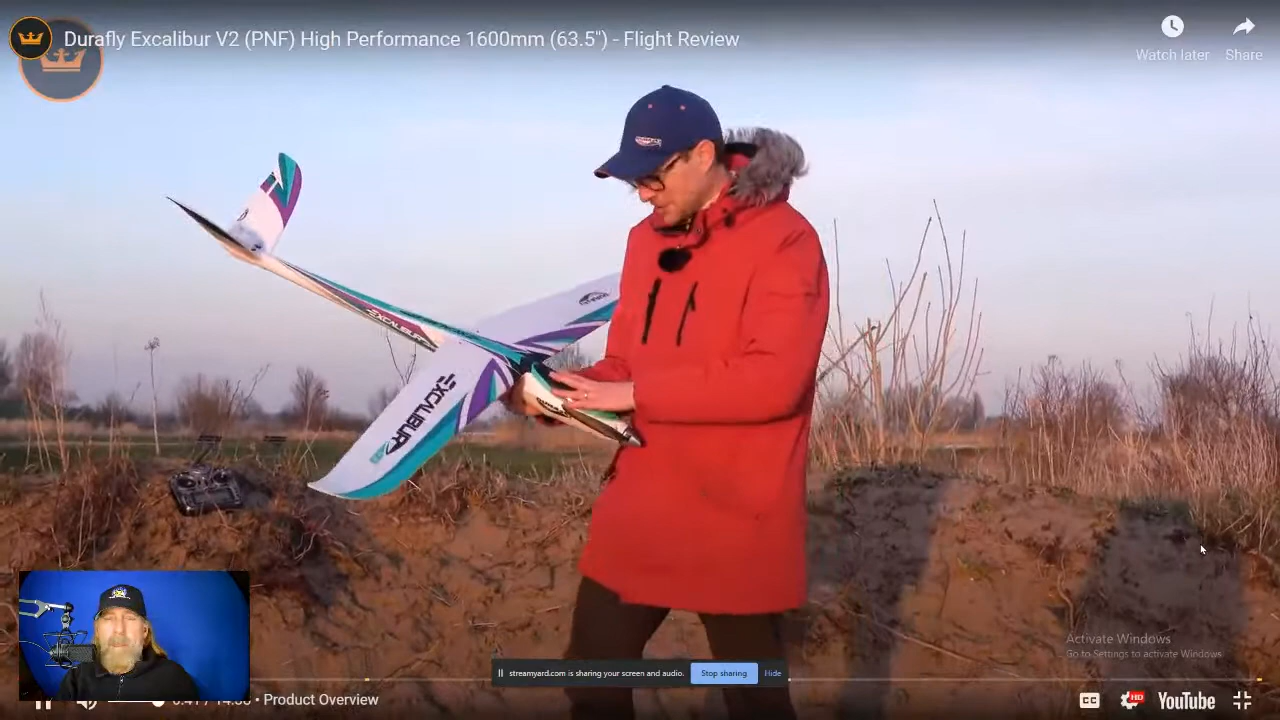 Durafly Excalibur V2 (PNF) High Performance 1600mm (63.5") - Flight Review
Watch later
Share
EXCALIBUR
EXCALIBUR
Activate Windows
Go to Settings to activate Windows.
streamyard.com is sharing your screen and audio.
Stop sharing
Hide
• Product Overview
CC
HD
YouTube